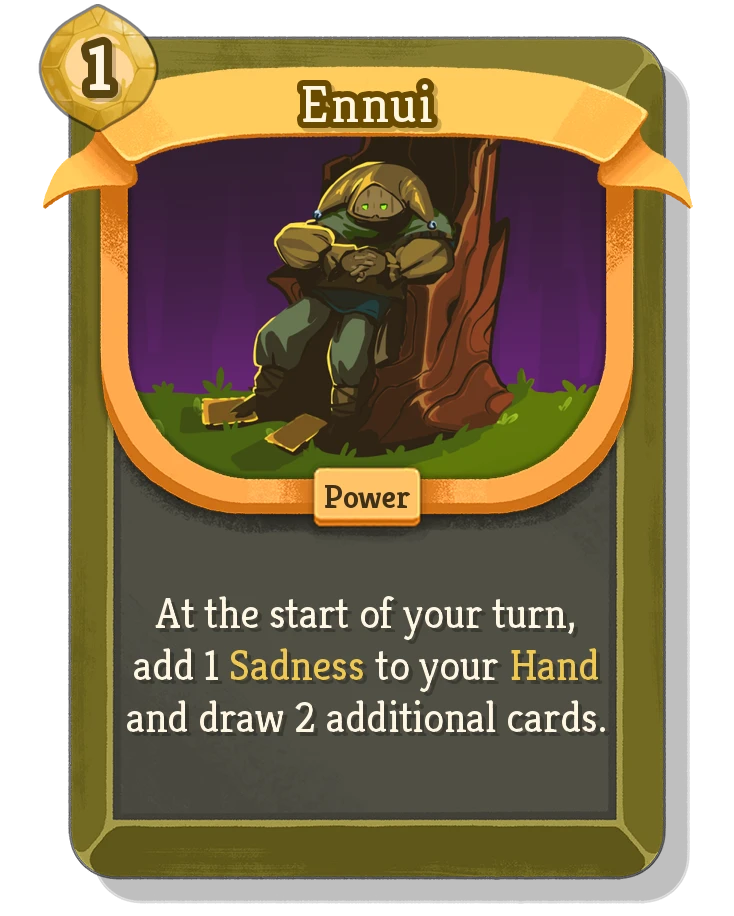 1
Ennui
Power
At the start of your turn,
add 1 Sadness to your Hand
and draw 2 additional cards.